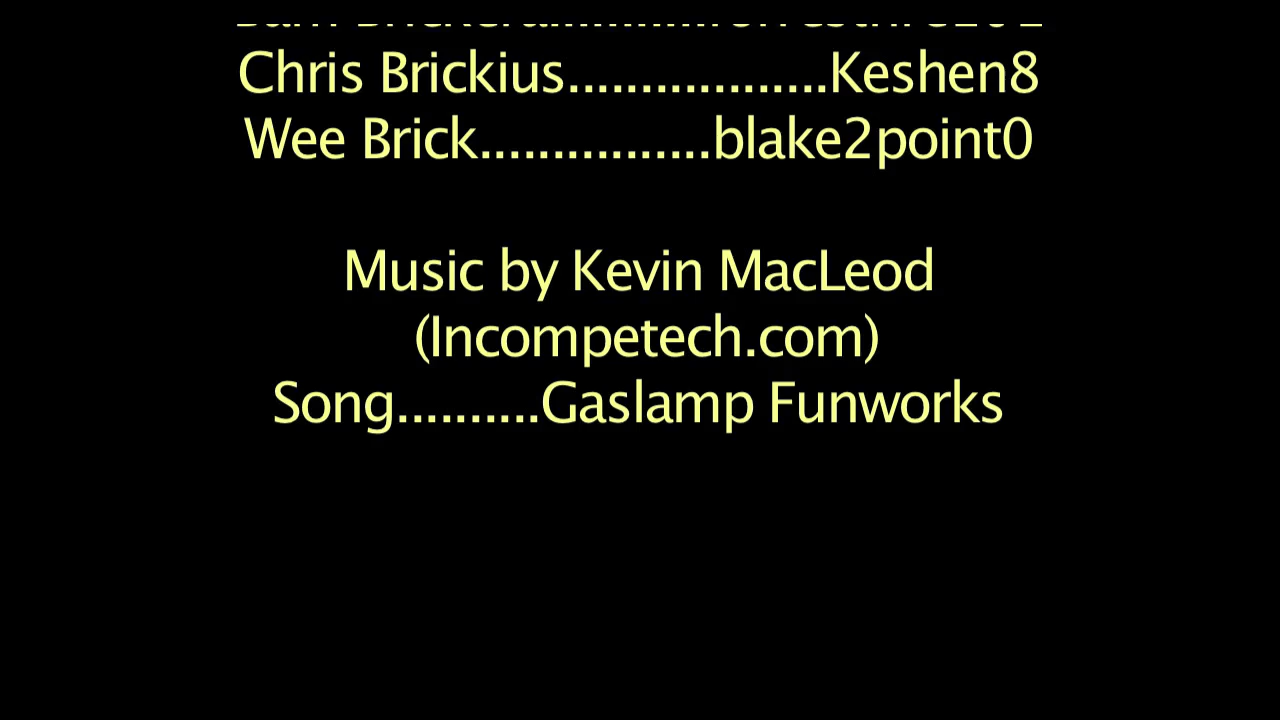 Chris Brickius..................Keshen8
Wee Brick................blake2point0
Music by Kevin MacLeod
(Incompetech.com)
Song..........Gaslamp Funworks